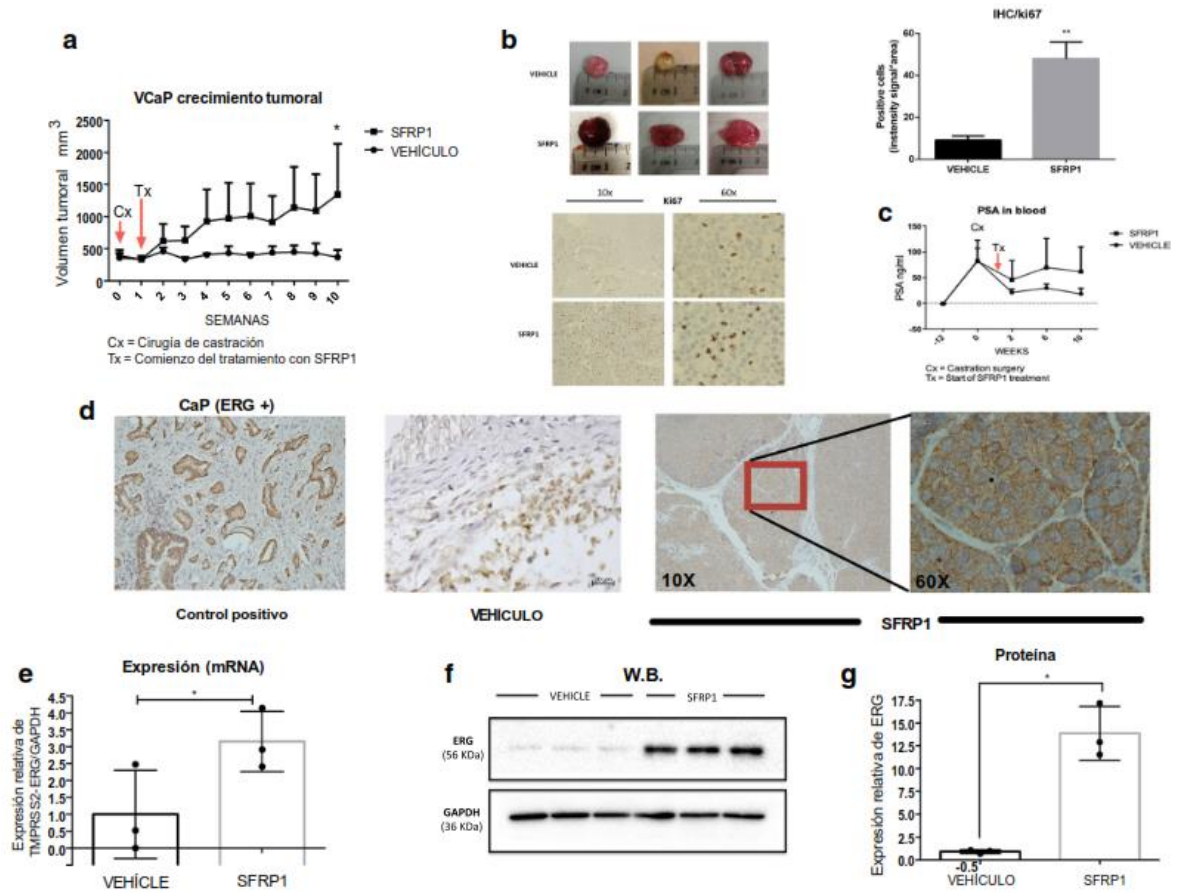 a
VCaP crecimiento tumoral
Volumen tumoral mm3
2500
2000
1500
1000
500
0
Cx
Tx
*
SFRP1
VEHÍCULO
0 1 2 3 4 5 6 7 8 9 10
SEMANAS
Cx = Cirugía de castración
Tx = Comienzo del tratamiento con SFRP1
b
VEHICLE
SFRP1
10x
Ki67
60x
VEHICLE
SFRP1
IHC/ki67
Positive cells
(instensity signal*area)
60
40
20
0
**
VEHICLE
SFRP1
c
PSA in blood
PSA ng/ml
150
100
50
0
-50
Cx
Tx
SFRP1
VEHICLE
-12 0 2 6 10
WEEKS
Cx = Castration surgery
Tx = Start of SFRP1 treatment
d
CaP (ERG +)
Control positivo
VEHÍCULO
10X
60X
SFRP1
e
Expresión (mRNA)
Expresión relativa de
TMPRSS2-ERG/GAPDH
4.5
4.0
3.5
3.0
2.5
2.0
1.5
1.0
0.5
0.0
*
VEHÍCLE
SFRP1
f
W.B.
VEHICLE
SFRP1
ERG
(56 KDa)
GAPDH
(36 KDa)
g
Proteína
Expresión relativa de ERG
17.5
15.0
12.5
10.0
7.5
5.0
2.5
0.0
-0.5
*
VEHÍCULO
SFRP1